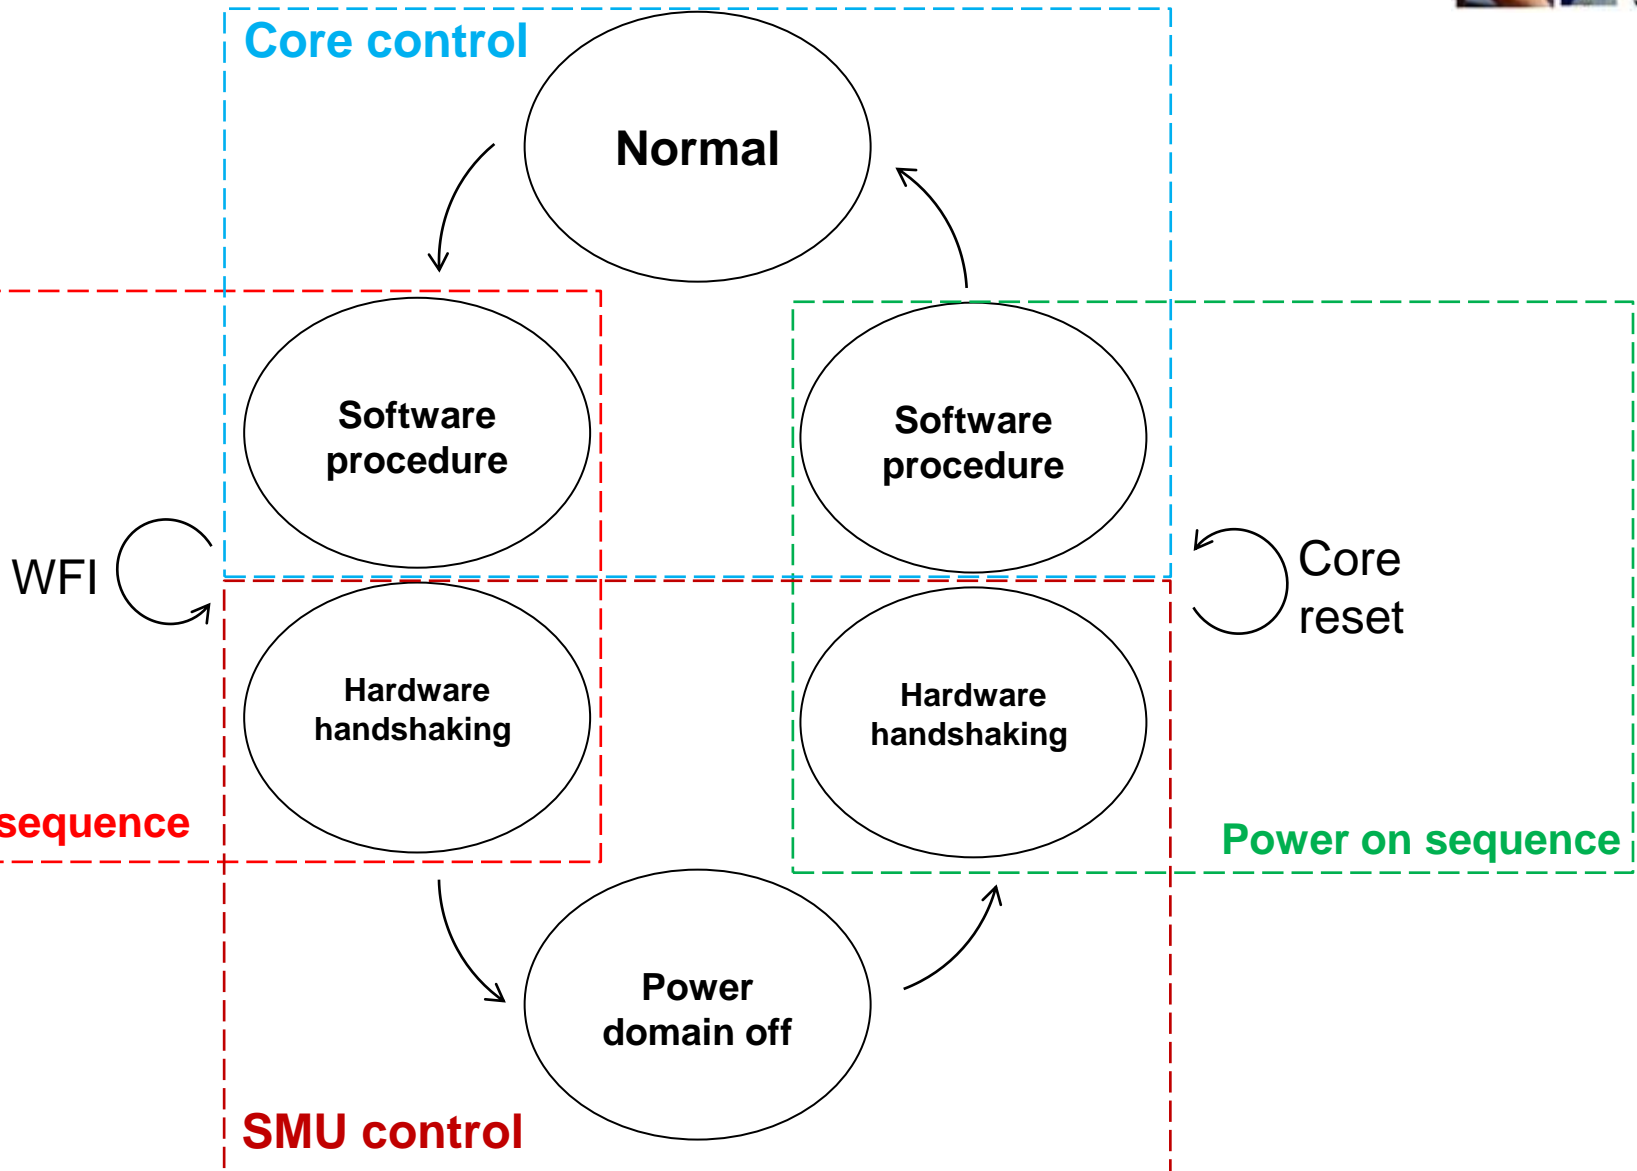 Core control
Normal
Software
procedure
Software
procedure
WFI
Core
reset
Hardware
handshaking
Hardware
handshaking
sequence
Power on sequence
Power
domain off
SMU control